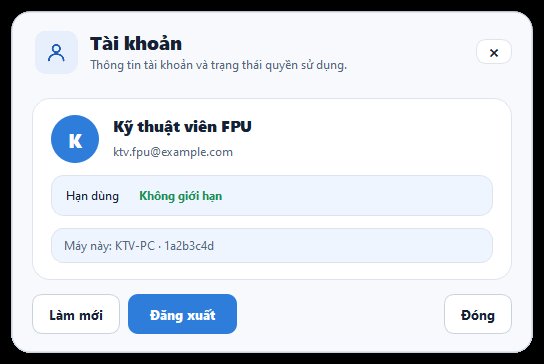 Tài khoản
Thông tin tài khoản và trạng thái quyền sử dụng.
×
K
Kỹ thuật viên FPU
ktv.fpu@example.com
Hạn dùng Không giới hạn
Máy này: KTV-PC · 1a2b3c4d
Làm mới Đăng xuất Đóng